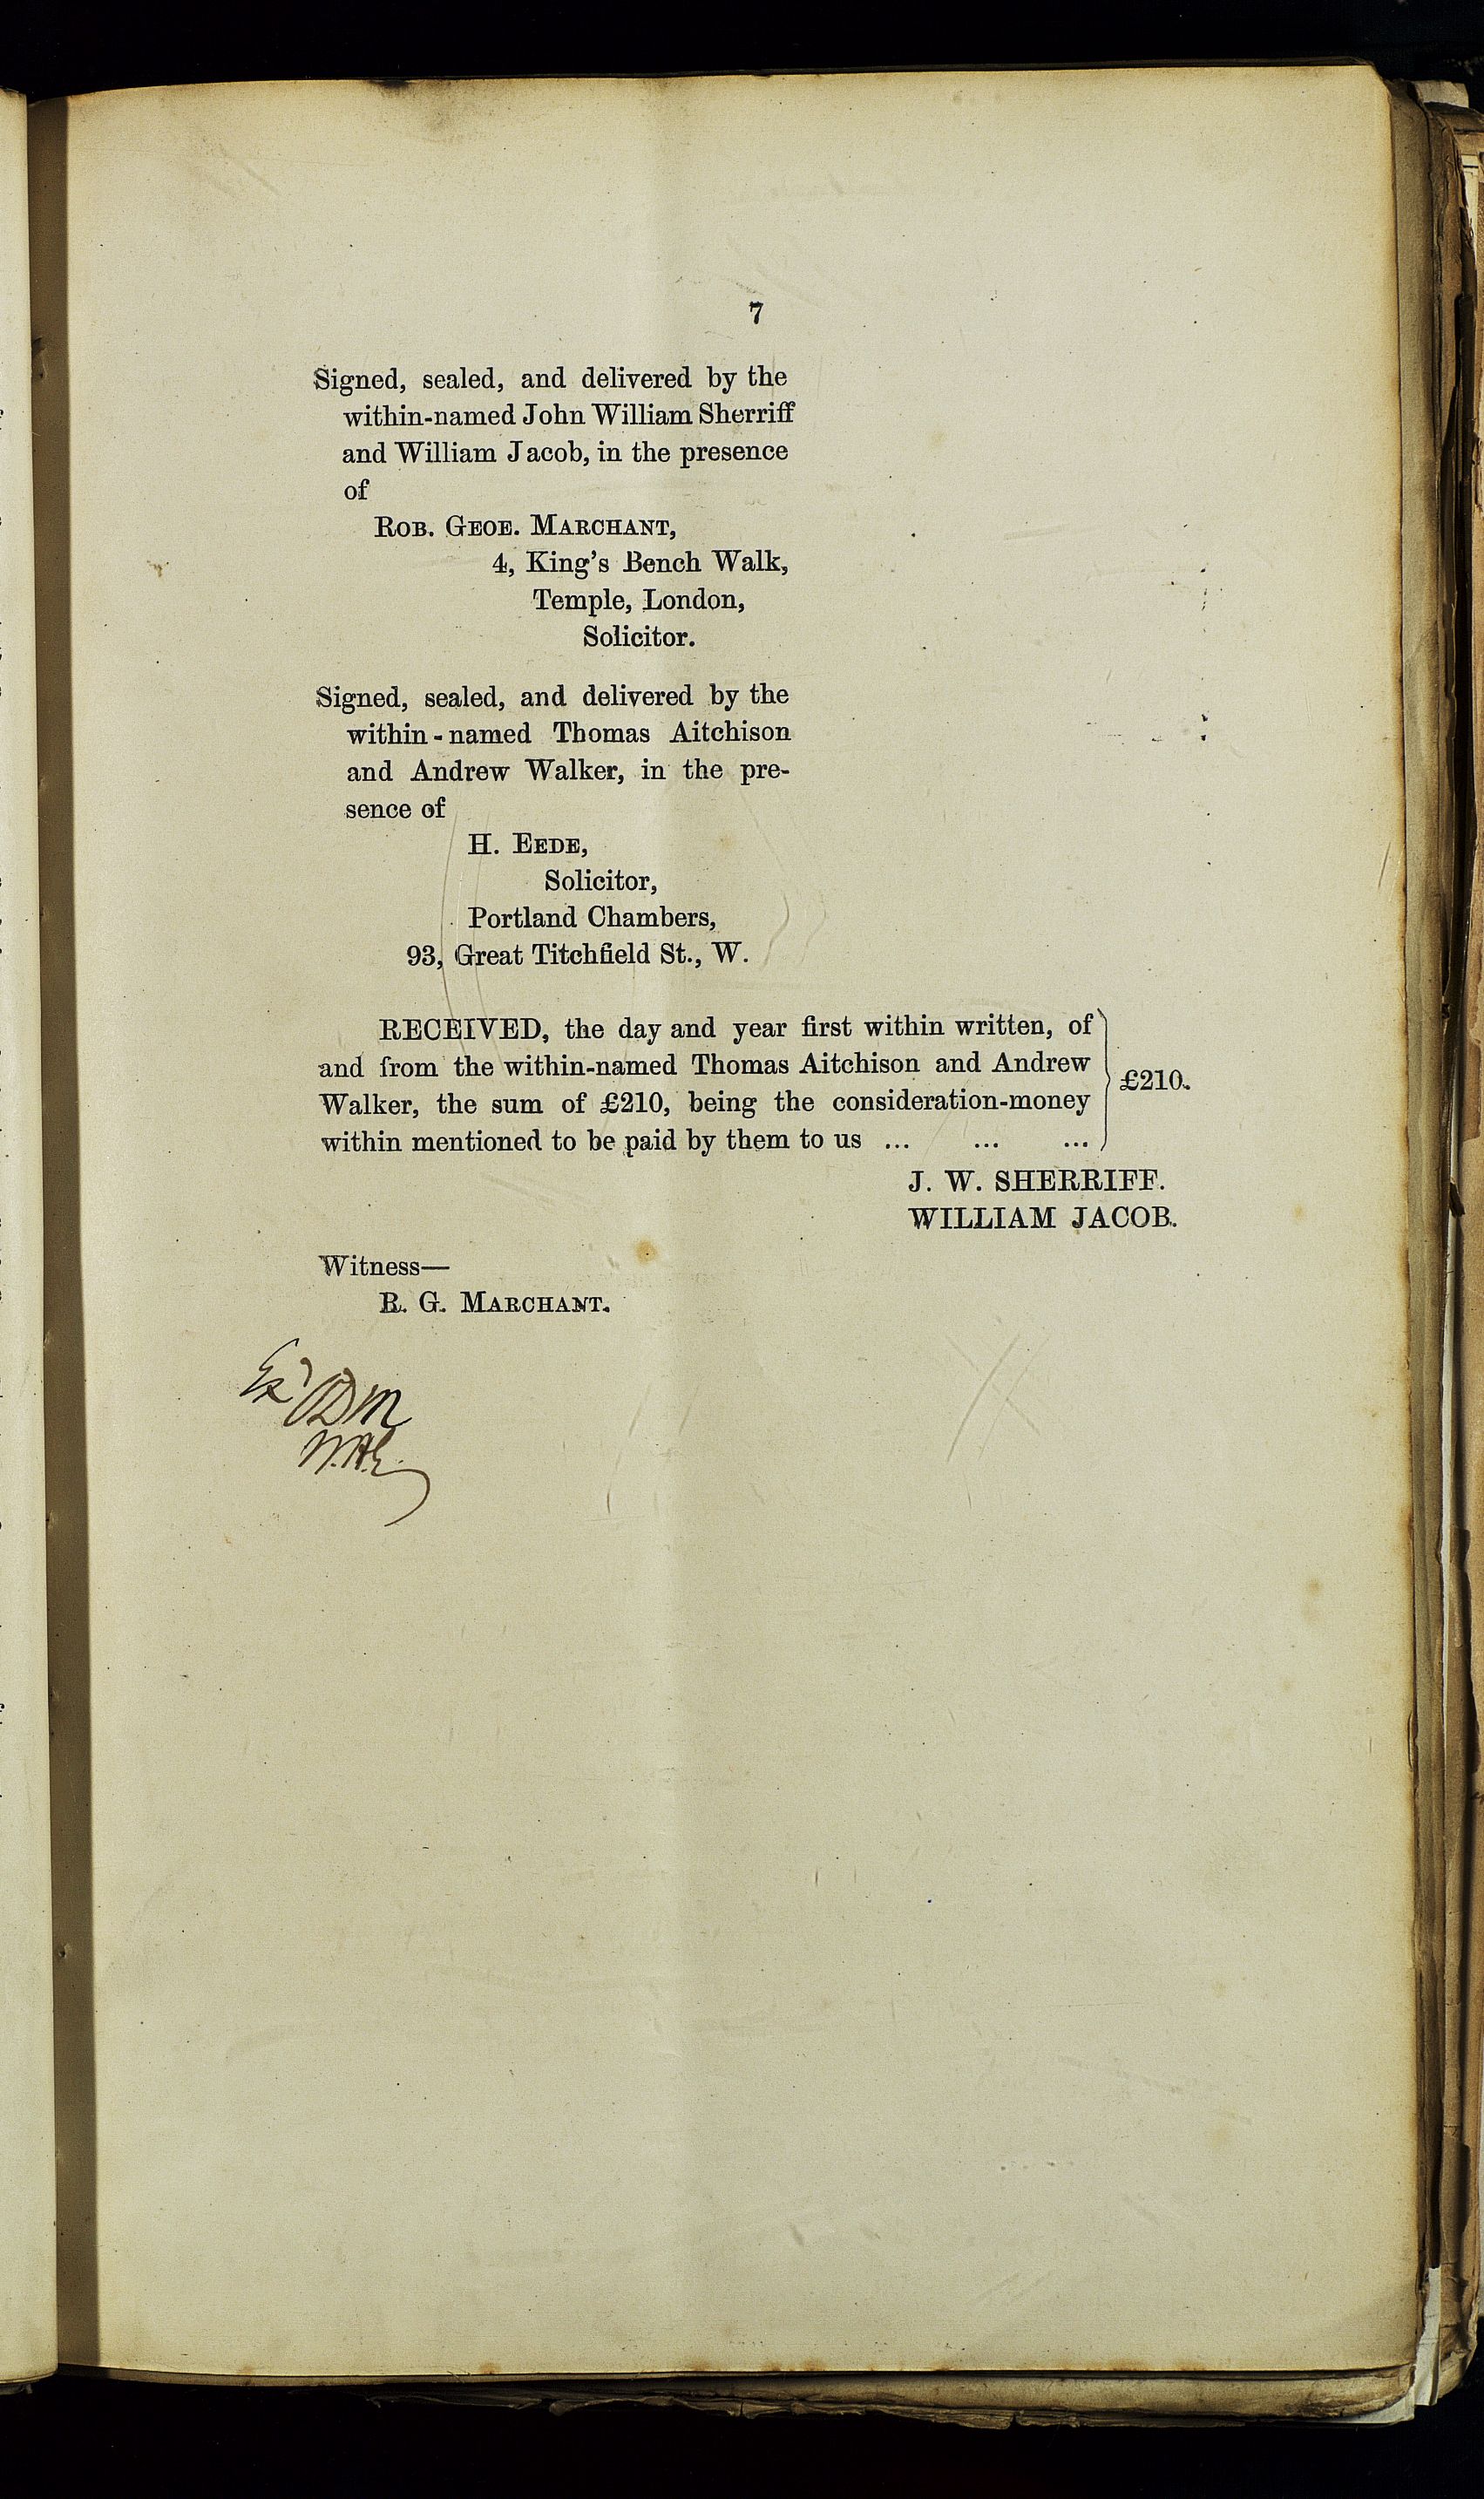 7
Signed, sealed, and delivered by the
within-named John William Sherriff
and William Jacob, in the presence
of
ROB. GEOE. MARCHANT,
4, King's Bench Walk,
Temple, London,
Solicitor.
Signed, sealed, and delivered by the
within-named Thomas Aitchison
and Andrew Walker, in the pre-
sence of
H. EEDE,
Solicitor,
Portland Chambers,
93, Great Titchfield St., W.
RECEIVED, the day and year first within written, of
and from the within-named Thomas Aitchison and Andrew
Walker, the sum of £210, being the consideration-money
within mentioned to be paid by them to us ... ... ...
£210.
J. W. SHERRIFF.
WILLIAM JACOB.
Witness—
R. G. MARCHANT.